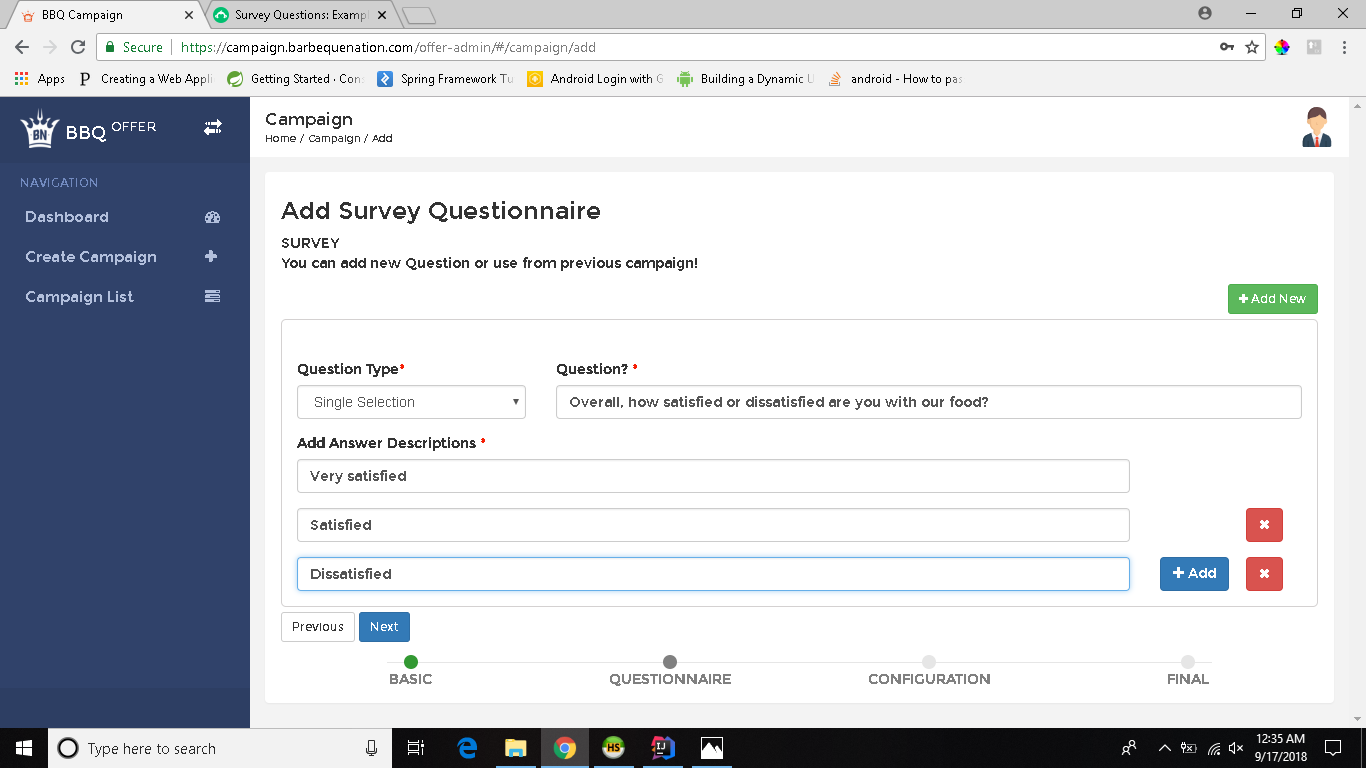 BBQ Campaign
Survey Questions: Exampl
Secure
https://campaign.barbequenation.com/offer-admin/#/campaign/add
Apps
Creating a Web Appli
Getting Started · Con
Spring Framework Tu
Android Login with G
Building a Dynamic U
android - How to pas
BN BBQ OFFER
Campaign
Home / Campaign / Add
NAVIGATION
Dashboard
Create Campaign
Campaign List
Add Survey Questionnaire
SURVEY
You can add new Question or use from previous campaign!
+ Add New
Question Type*
Question? *
Single Selection
Overall, how satisfied or dissatisfied are you with our food?
Add Answer Descriptions *
Very satisfied
Satisfied
Dissatisfied
+ Add
Previous
Next
BASIC
QUESTIONNAIRE
CONFIGURATION
FINAL
Type here to search
HS
IJ
12:35 AM
9/17/2018